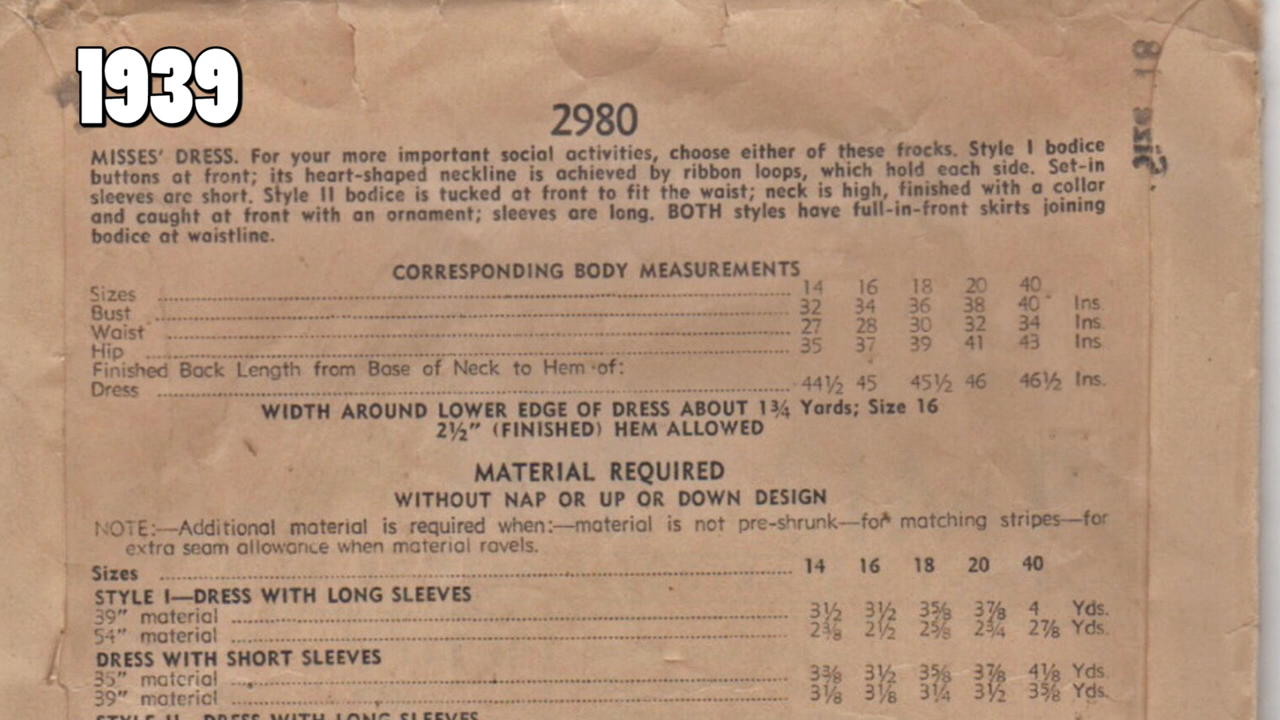 1939
2980
Size 18
MISSES' DRESS. For your more important social activities, choose either of these frocks. Style I bodice
buttons at front; its heart-shaped neckline is achieved by ribbon loops, which hold each side. Set-in
sleeves are short. Style II bodice is tucked at front to fit the waist; neck is high, finished with a collar
and caught at front with an ornament; sleeves are long. BOTH styles have full-in-front skirts joining
bodice at waistline.
CORRESPONDING BODY MEASUREMENTS
Sizes 14 16 18 20 40
Bust 32 34 36 38 40 Ins.
Waist 27 28 30 32 34 Ins.
Hip 35 37 39 41 43 Ins.
Finished Back Length from Base of Neck to Hem of:
Dress 44½ 45 45½ 46 46½ Ins.
WIDTH AROUND LOWER EDGE OF DRESS ABOUT 1¾ Yards; Size 16
2½" (FINISHED) HEM ALLOWED
MATERIAL REQUIRED
WITHOUT NAP OR UP OR DOWN DESIGN
NOTE:—Additional material is required when:—material is not pre-shrunk—for matching stripes—for
extra seam allowance when material ravels.
Sizes 14 16 18 20 40
STYLE I—DRESS WITH LONG SLEEVES
39" material 3½ 3½ 3⅝ 3⅞ 4 Yds.
54" material 2⅜ 2½ 2⅝ 2¾ 2⅞ Yds.
DRESS WITH SHORT SLEEVES
35" material 3⅜ 3½ 3⅝ 3⅞ 4⅛ Yds.
39" material 3⅛ 3⅛ 3¼ 3½ 3⅝ Yds.
STYLE II—DRESS WITH LONG SLEEVES